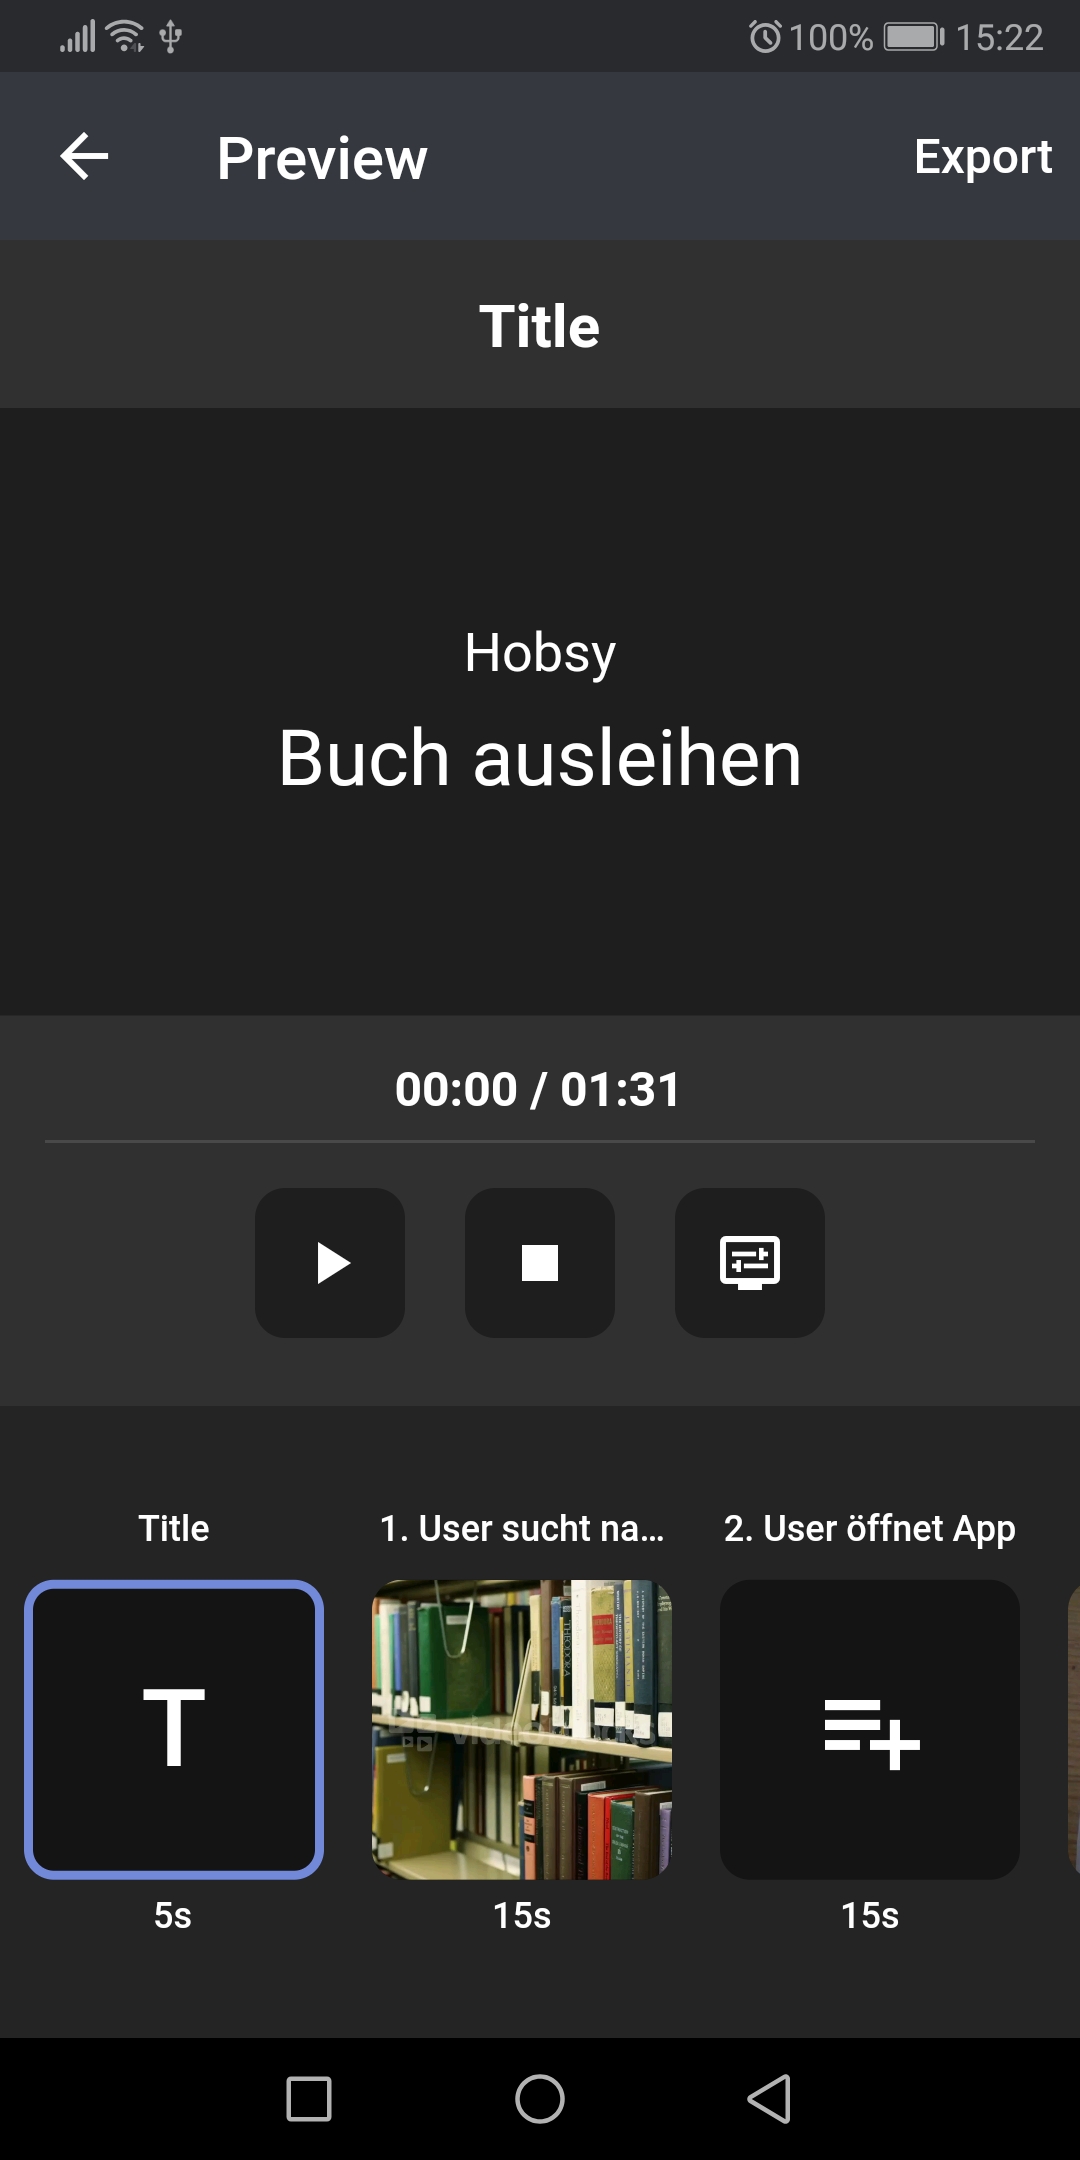 100% 15:22
Preview
Export
Title
Hobsy
Buch ausleihen
00:00 / 01:31
Title
1. User sucht na...
2. User öffnet App
T
THEODORA
5s
15s
15s